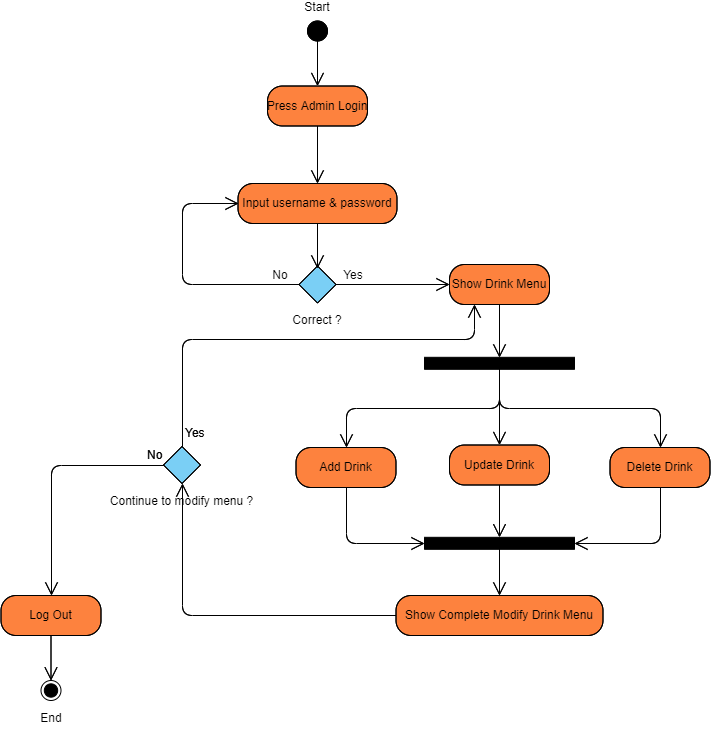 Start
Press Admin Login
Input username & password
No
Yes
Show Drink Menu
Correct ?
Yes
No
Add Drink
Update Drink
Delete Drink
Continue to modify menu ?
Log Out
Show Complete Modify Drink Menu
End